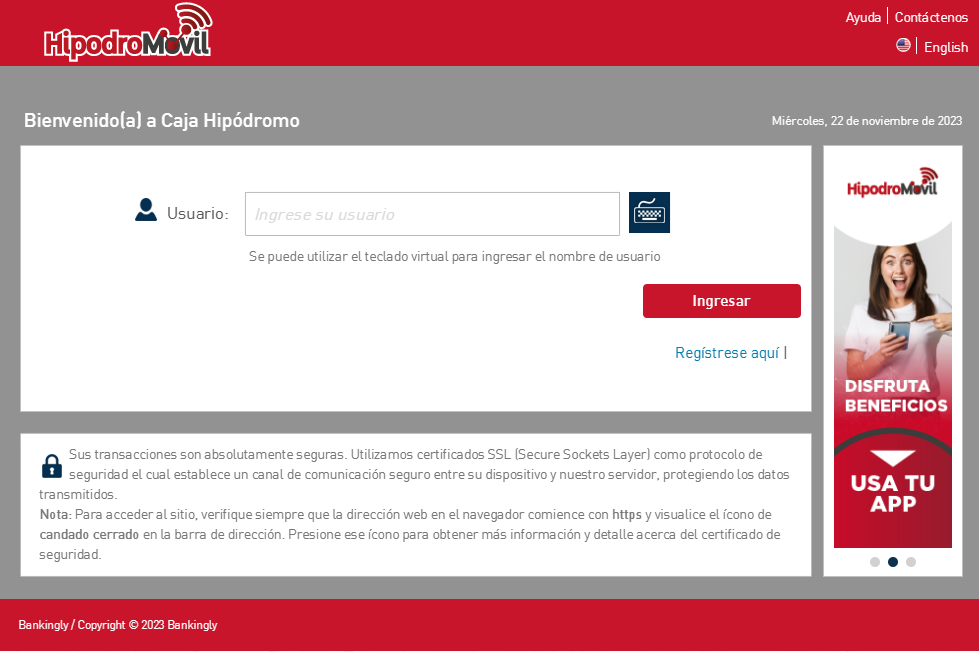 HipodroMóvil
Ayuda | Contáctenos
| English
Bienvenido(a) a Caja Hipódromo
Miércoles, 22 de noviembre de 2023
Usuario:
Ingrese su usuario
Se puede utilizar el teclado virtual para ingresar el nombre de usuario
Ingresar
Regístrese aquí |
HipodroMóvil
DISFRUTA
BENEFICIOS
USA TU
APP
Sus transacciones son absolutamente seguras. Utilizamos certificados SSL (Secure Sockets Layer) como protocolo de
seguridad el cual establece un canal de comunicación seguro entre su dispositivo y nuestro servidor, protegiendo los datos
transmitidos.
Nota: Para acceder al sitio, verifique siempre que la dirección web en el navegador comience con https y visualice el ícono de
candado cerrado en la barra de dirección. Presione ese ícono para obtener más información y detalle acerca del certificado de
seguridad.
Bankingly / Copyright © 2023 Bankingly